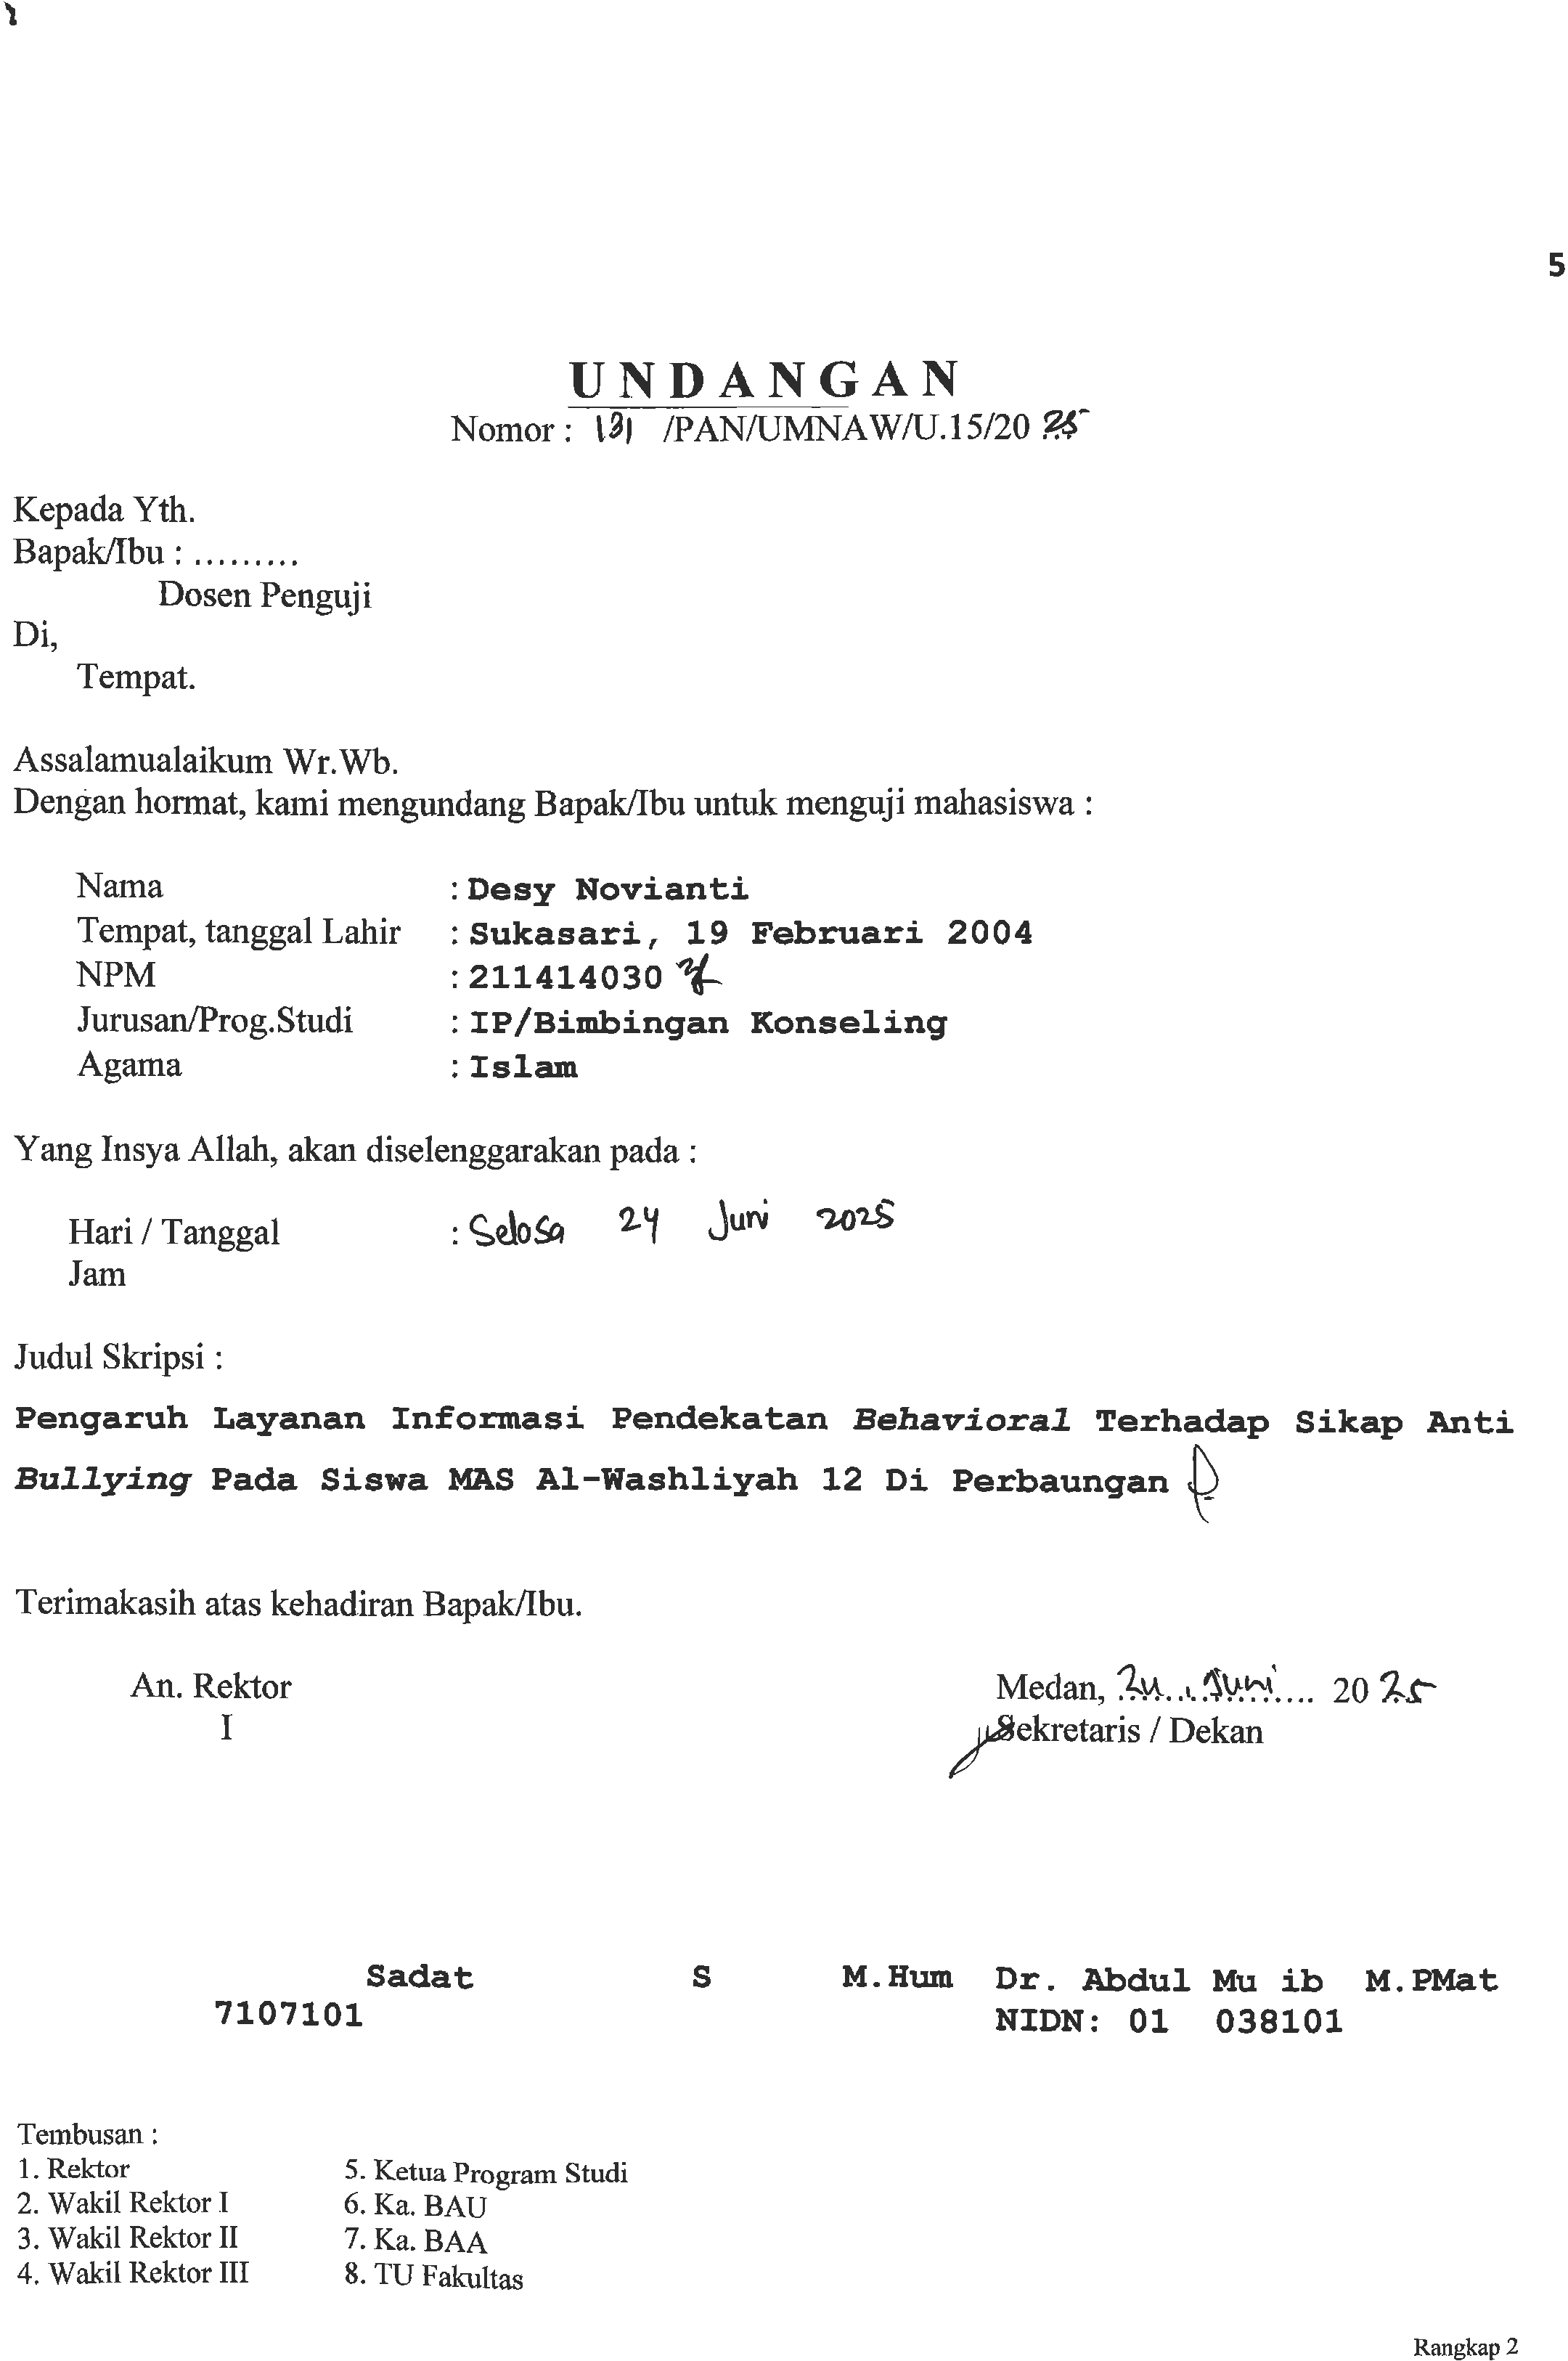 5
UNDANGAN
Nomor : 131 /PAN/UMNAW/U.15/20 25
Kepada Yth.
Bapak/Ibu : .........
Dosen Penguji
Di,
Tempat.
Assalamualaikum Wr.Wb.
Dengan hormat, kami mengundang Bapak/Ibu untuk menguji mahasiswa :
Nama : Desy Novianti
Tempat, tanggal Lahir : Sukasari, 19 Februari 2004
NPM : 211414030
Jurusan/Prog.Studi : IP/Bimbingan Konseling
Agama : Islam
Yang Insya Allah, akan diselenggarakan pada :
Hari / Tanggal : Selasa 24 Juni 2025
Jam
Judul Skripsi :
Pengaruh Layanan Informasi Pendekatan Behavioral Terhadap Sikap Anti
Bullying Pada Siswa MAS Al-Washliyah 12 Di Perbaungan
Terimakasih atas kehadiran Bapak/Ibu.
An. Rektor
I
Medan, 24 Juni 2025
Sekretaris / Dekan
Sadat S M.Hum
7107101
Dr. Abdul Mu ib M.PMat
NIDN: 01 038101
Tembusan :
1. Rektor
2. Wakil Rektor I
3. Wakil Rektor II
4. Wakil Rektor III
5. Ketua Program Studi
6. Ka. BAU
7. Ka. BAA
8. TU Fakultas
Rangkap 2